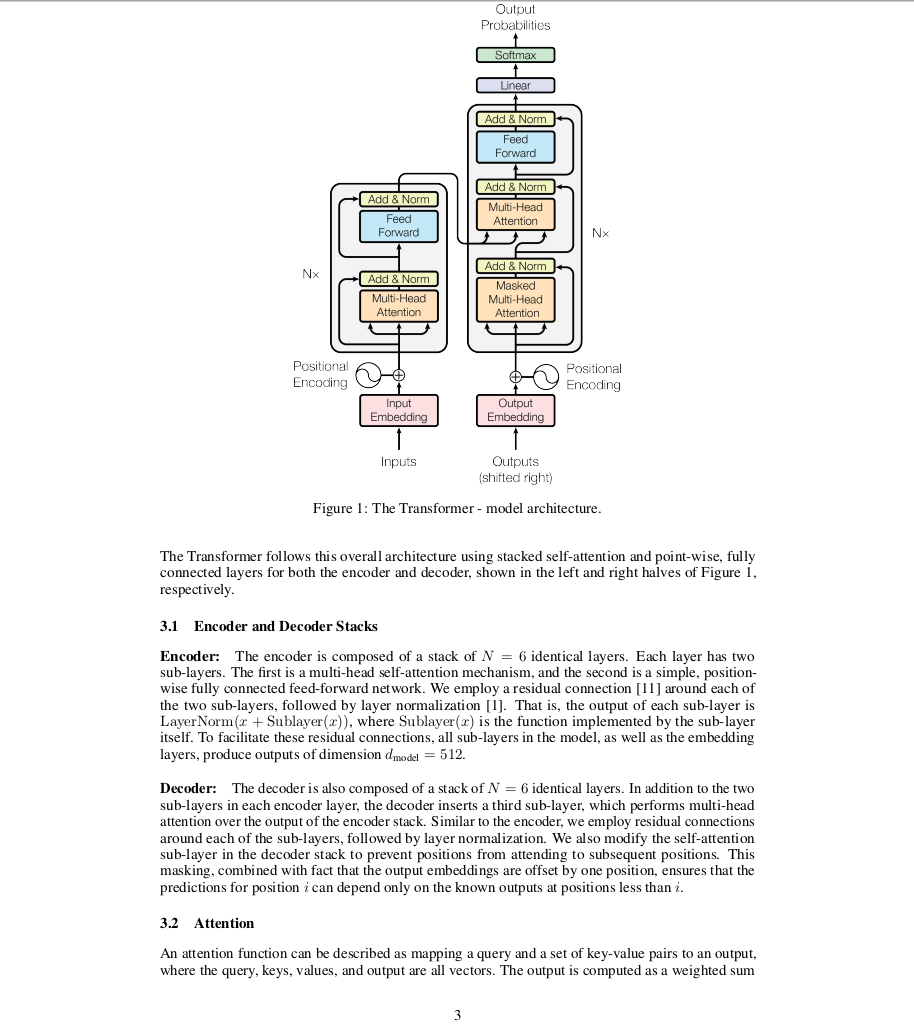 Output
Probabilities
Softmax
Linear
Add & Norm
Feed
Forward
Add & Norm
Multi-Head
Attention
Add & Norm
Masked
Multi-Head
Attention
N×
Add & Norm
Feed
Forward
Add & Norm
Multi-Head
Attention
N×
Positional
Encoding
Positional
Encoding
Input
Embedding
Output
Embedding
Inputs
Outputs
(shifted right)
Figure 1: The Transformer - model architecture.
The Transformer follows this overall architecture using stacked self-attention and point-wise, fully
connected layers for both the encoder and decoder, shown in the left and right halves of Figure 1,
respectively.
3.1 Encoder and Decoder Stacks
Encoder: The encoder is composed of a stack of N = 6 identical layers. Each layer has two
sub-layers. The first is a multi-head self-attention mechanism, and the second is a simple, position-
wise fully connected feed-forward network. We employ a residual connection [11] around each of
the two sub-layers, followed by layer normalization [1]. That is, the output of each sub-layer is
LayerNorm(x + Sublayer(x)), where Sublayer(x) is the function implemented by the sub-layer
itself. To facilitate these residual connections, all sub-layers in the model, as well as the embedding
layers, produce outputs of dimension d_model = 512.
Decoder: The decoder is also composed of a stack of N = 6 identical layers. In addition to the two
sub-layers in each encoder layer, the decoder inserts a third sub-layer, which performs multi-head
attention over the output of the encoder stack. Similar to the encoder, we employ residual connections
around each of the sub-layers, followed by layer normalization. We also modify the self-attention
sub-layer in the decoder stack to prevent positions from attending to subsequent positions. This
masking, combined with fact that the output embeddings are offset by one position, ensures that the
predictions for position i can depend only on the known outputs at positions less than i.
3.2 Attention
An attention function can be described as mapping a query and a set of key-value pairs to an output,
where the query, keys, values, and output are all vectors. The output is computed as a weighted sum
3